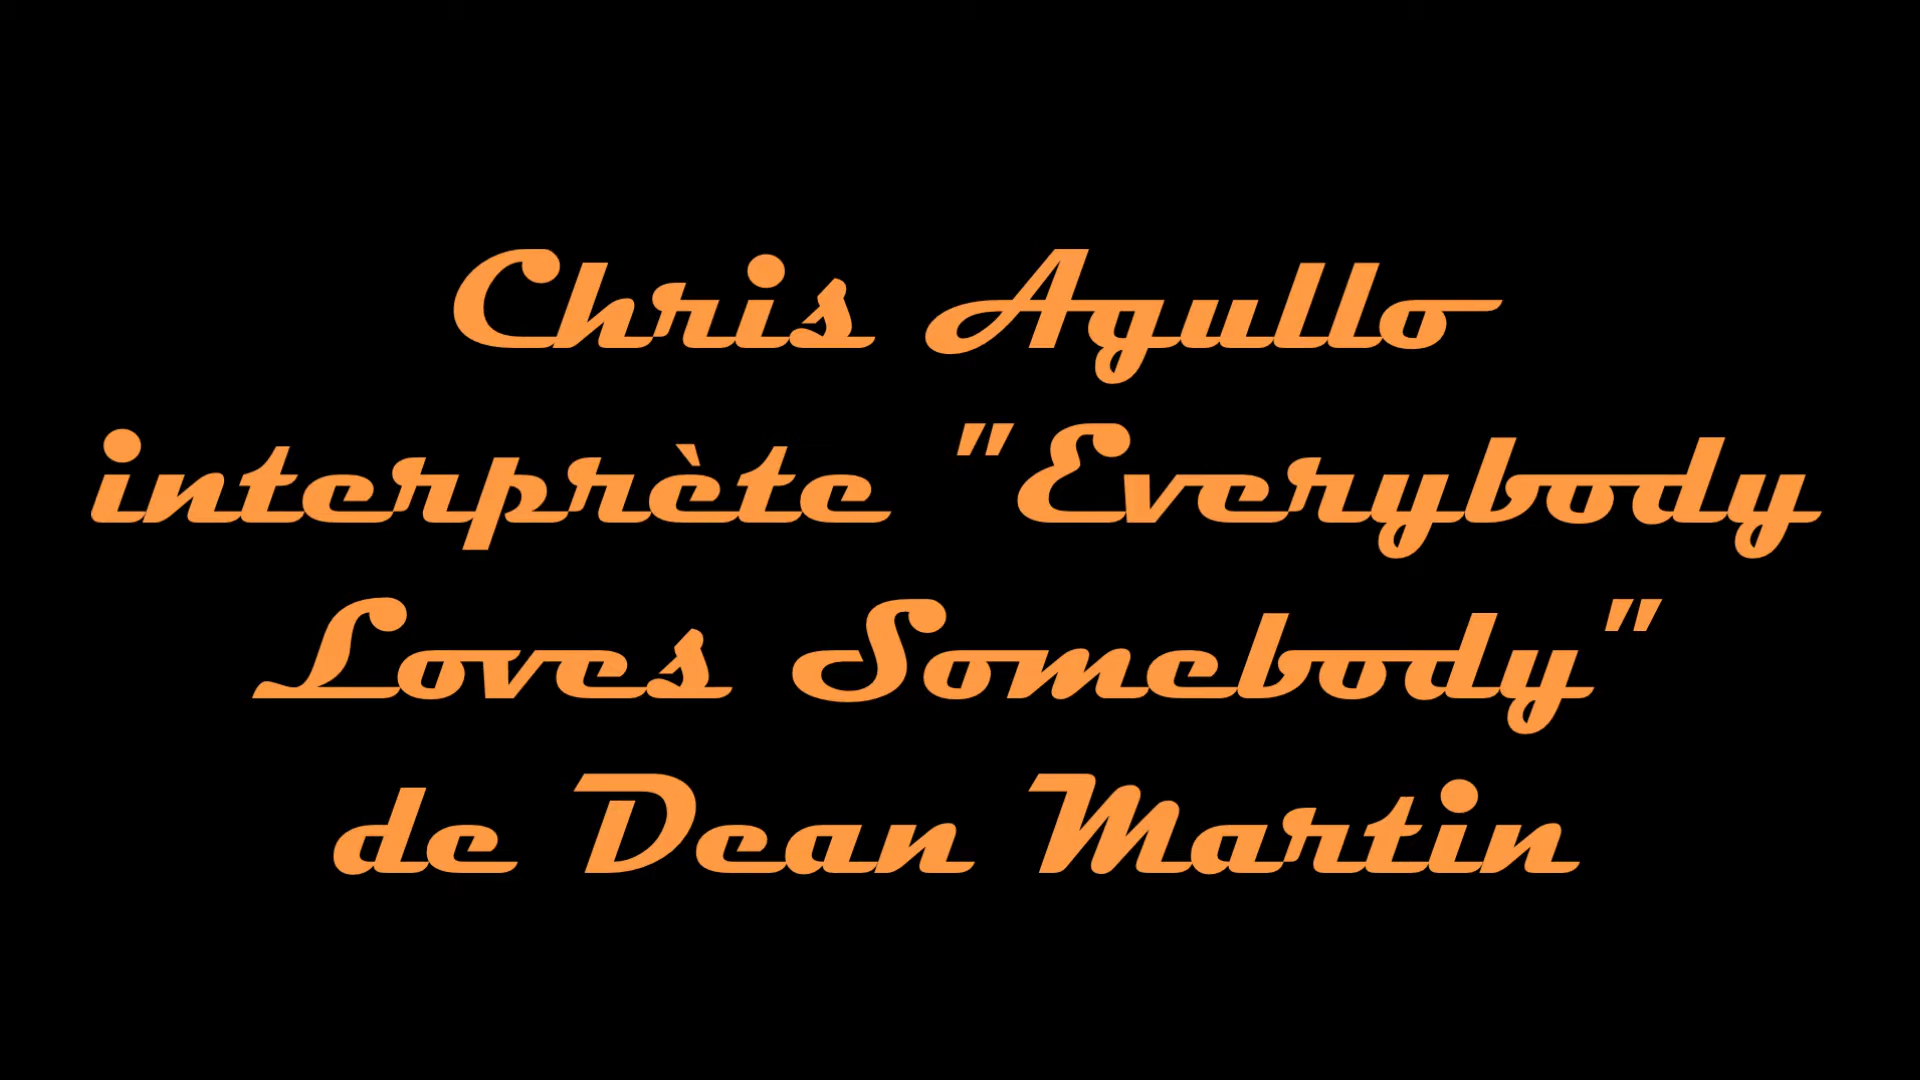 Chris Agullo
interprète "Everybody
Loves Somebody"
de Dean Martin